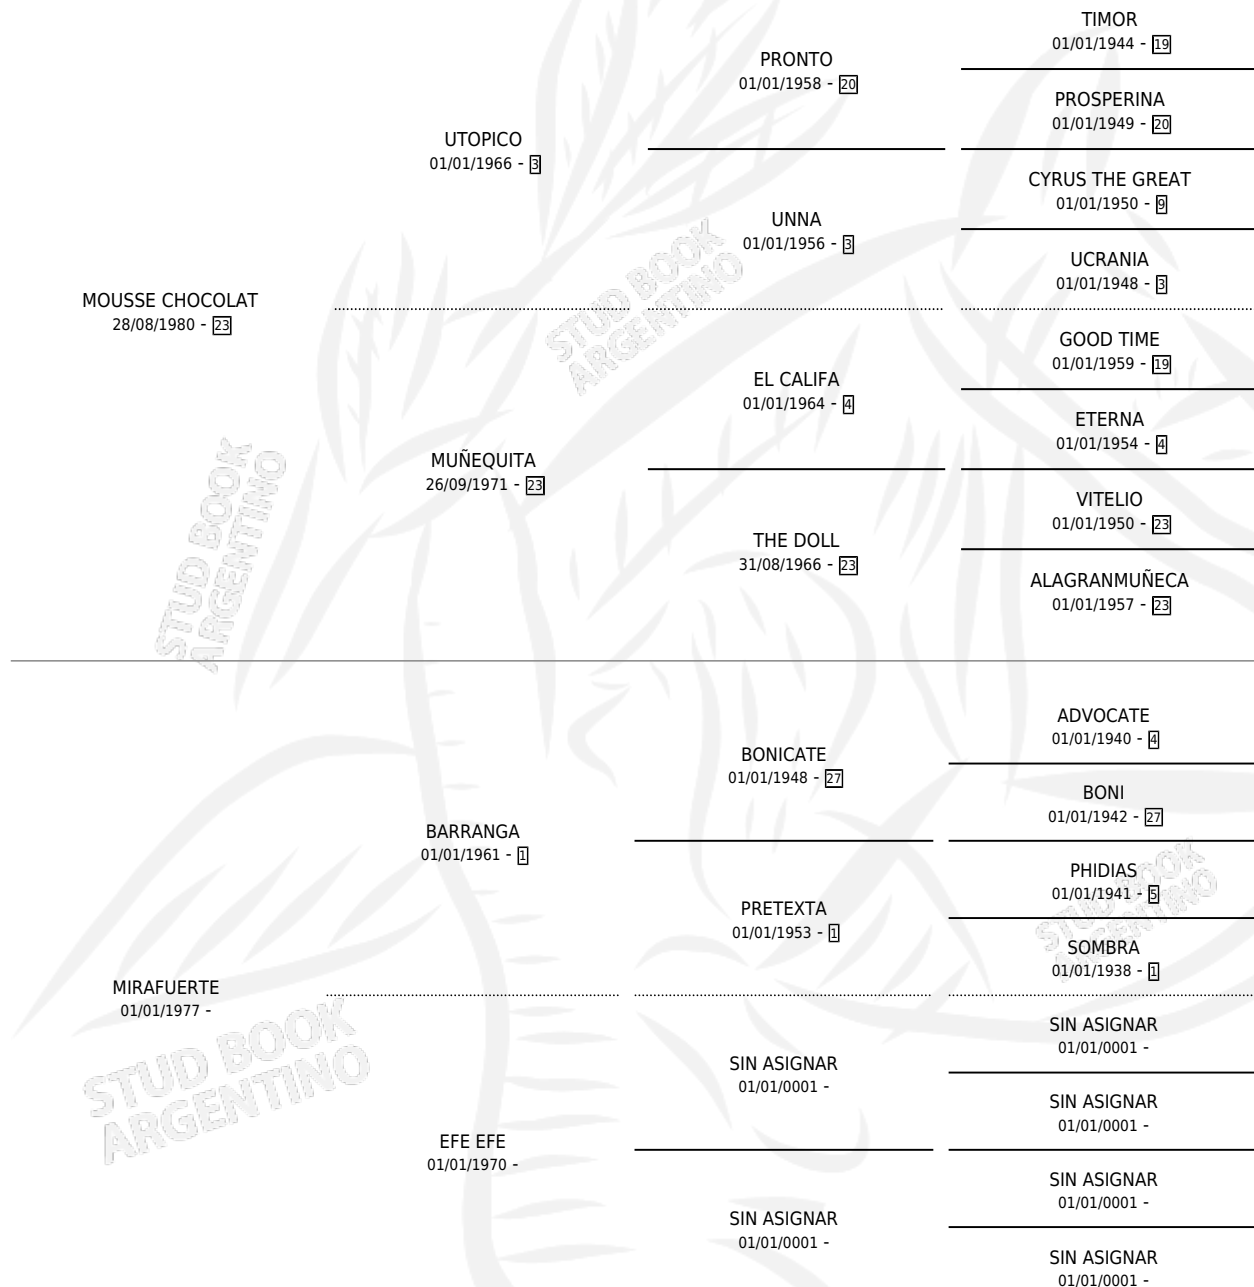 TIMOR
01/01/1944 - 19
PRONTO
01/01/1958 - 20
PROSPERINA
01/01/1949 - 20
UTOPICO
01/01/1966 - 3
CYRUS THE GREAT
01/01/1950 - 9
UNNA
01/01/1956 - 3
UCRANIA
01/01/1948 - 3
MOUSSE CHOCOLAT
28/08/1980 - 23
GOOD TIME
01/01/1959 - 19
EL CALIFA
01/01/1964 - 4
ETERNA
01/01/1954 - 4
MUÑEQUITA
26/09/1971 - 23
VITELIO
01/01/1950 - 23
THE DOLL
31/08/1966 - 23
ALAGRANMUÑECA
01/01/1957 - 23
ADVOCATE
01/01/1940 - 4
BONICATE
01/01/1948 - 27
BONI
01/01/1942 - 27
BARRANGA
01/01/1961 - 1
PHIDIAS
01/01/1941 - 5
PRETEXTA
01/01/1953 - 1
SOMBRA
01/01/1938 - 1
MIRAFUERTE
01/01/1977 -
SIN ASIGNAR
01/01/0001 -
SIN ASIGNAR
01/01/0001 -
SIN ASIGNAR
01/01/0001 -
EFE EFE
01/01/1970 -
SIN ASIGNAR
01/01/0001 -
SIN ASIGNAR
01/01/0001 -
SIN ASIGNAR
01/01/0001 -
STUD BOOK
ARGENTINO
STUD BOOK
ARGENTINO
STUD BOOK
ARGENTINO
STUD BOOK
ARGENTINO